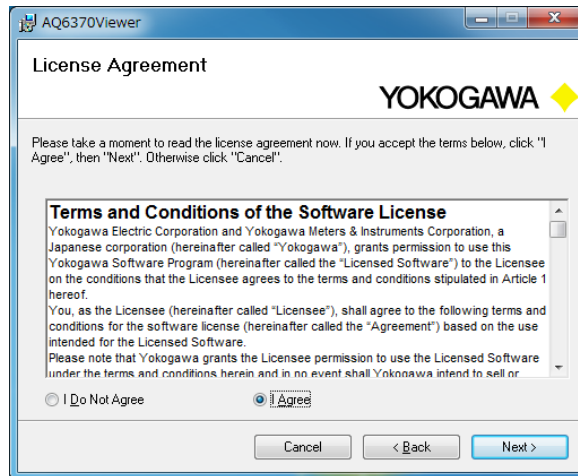 AQ6370Viewer
License Agreement
YOKOGAWA
Please take a moment to read the license agreement now. If you accept the terms below, click "I
Agree", then "Next". Otherwise click "Cancel".
Terms and Conditions of the Software License
Yokogawa Electric Corporation and Yokogawa Meters & Instruments Corporation, a
Japanese corporation (hereinafter called “Yokogawa”), grants permission to use this
Yokogawa Software Program (hereinafter called the “Licensed Software”) to the Licensee
on the conditions that the Licensee agrees to the terms and conditions stipulated in Article 1
hereof.
You, as the Licensee (hereinafter called “Licensee”), shall agree to the following terms and
conditions for the software license (hereinafter called the “Agreement”) based on the use
intended for the Licensed Software.
Please note that Yokogawa grants the Licensee permission to use the Licensed Software
under the terms and conditions herein and in no event shall Yokogawa intend to sell or
I Do Not Agree
I Agree
Cancel
< Back
Next >